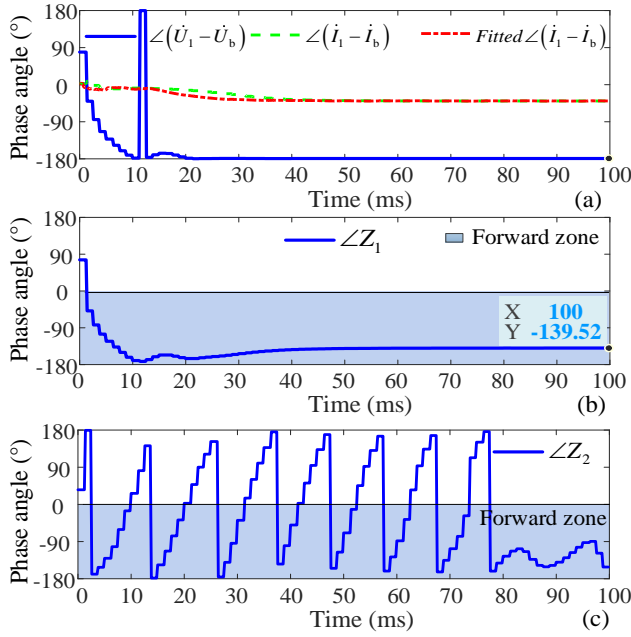 180
90
0
-90
-180
Phase angle (°)
∠(U̇₁ − U̇_b) ∠(İ₁ − İ_b) Fitted∠(İ₁ − İ_b)
0 10 20 30 40 50 60 70 80 90 100
Time (ms)
(a)
180
90
0
-90
-180
Phase angle (°)
∠Z₁ Forward zone
X 100
Y -139.52
0 10 20 30 40 50 60 70 80 90 100
Time (ms)
(b)
180
90
0
-90
-180
Phase angle (°)
∠Z₂
Forward zone
0 10 20 30 40 50 60 70 80 90 100
Time (ms)
(c)